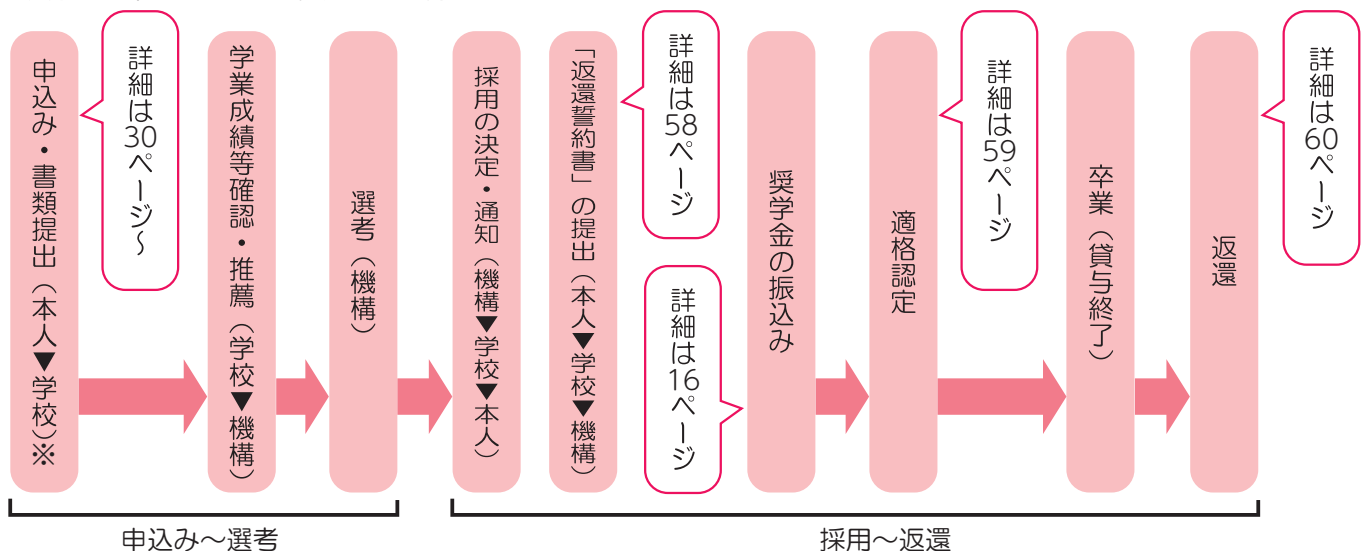 申込み・書類提出（本人▼学校）※
詳細は30ページ～
学業成績等確認・推薦（学校▼機構）
選考（機構）
採用の決定・通知（機構▼学校▼本人）
「返還誓約書」の提出（本人▼学校▼機構）
詳細は58ページ
詳細は16ページ
奨学金の振込み
適格認定
詳細は59ページ
卒業（貸与終了）
返還
詳細は60ページ
申込み～選考
採用～返還